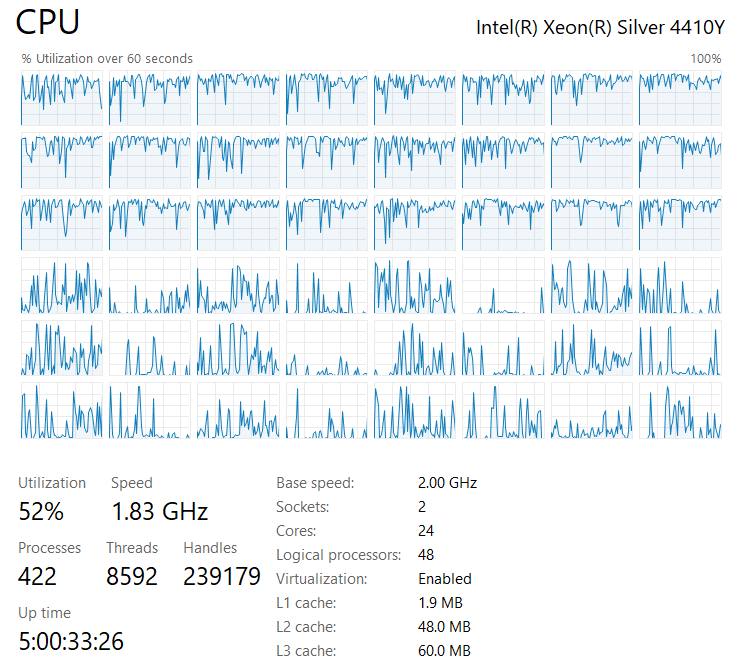 CPU
Intel(R) Xeon(R) Silver 4410Y
% Utilization over 60 seconds
100%
Utilization
Speed
52%
1.83 GHz
Processes
Threads
Handles
422
8592
239179
Up time
5:00:33:26
Base speed:
2.00 GHz
Sockets:
2
Cores:
24
Logical processors:
48
Virtualization:
Enabled
L1 cache:
1.9 MB
L2 cache:
48.0 MB
L3 cache:
60.0 MB